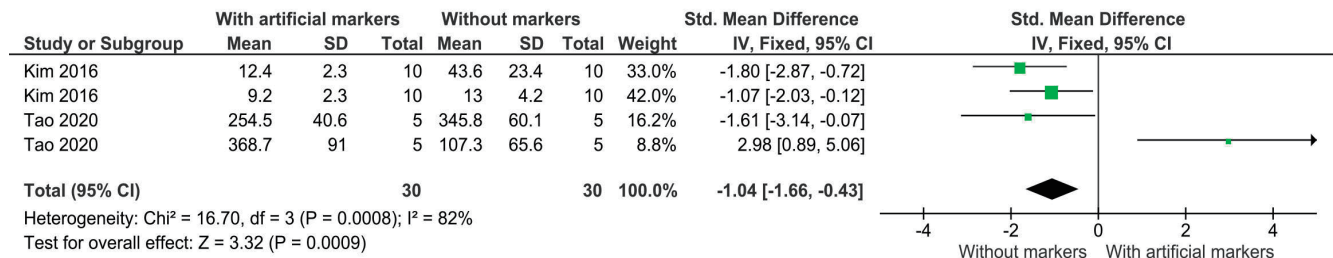 With artificial markers Without markers Std. Mean Difference Std. Mean Difference
Study or Subgroup Mean SD Total Mean SD Total Weight IV, Fixed, 95% CI IV, Fixed, 95% CI
Kim 2016 12.4 2.3 10 43.6 23.4 10 33.0% -1.80 [-2.87, -0.72]
Kim 2016 9.2 2.3 10 13 4.2 10 42.0% -1.07 [-2.03, -0.12]
Tao 2020 254.5 40.6 5 345.8 60.1 5 16.2% -1.61 [-3.14, -0.07]
Tao 2020 368.7 91 5 107.3 65.6 5 8.8% 2.98 [0.89, 5.06]
Total (95% CI) 30 30 100.0% -1.04 [-1.66, -0.43]
Heterogeneity: Chi² = 16.70, df = 3 (P = 0.0008); I² = 82%
Test for overall effect: Z = 3.32 (P = 0.0009)
-4 -2 0 2 4
Without markers With artificial markers